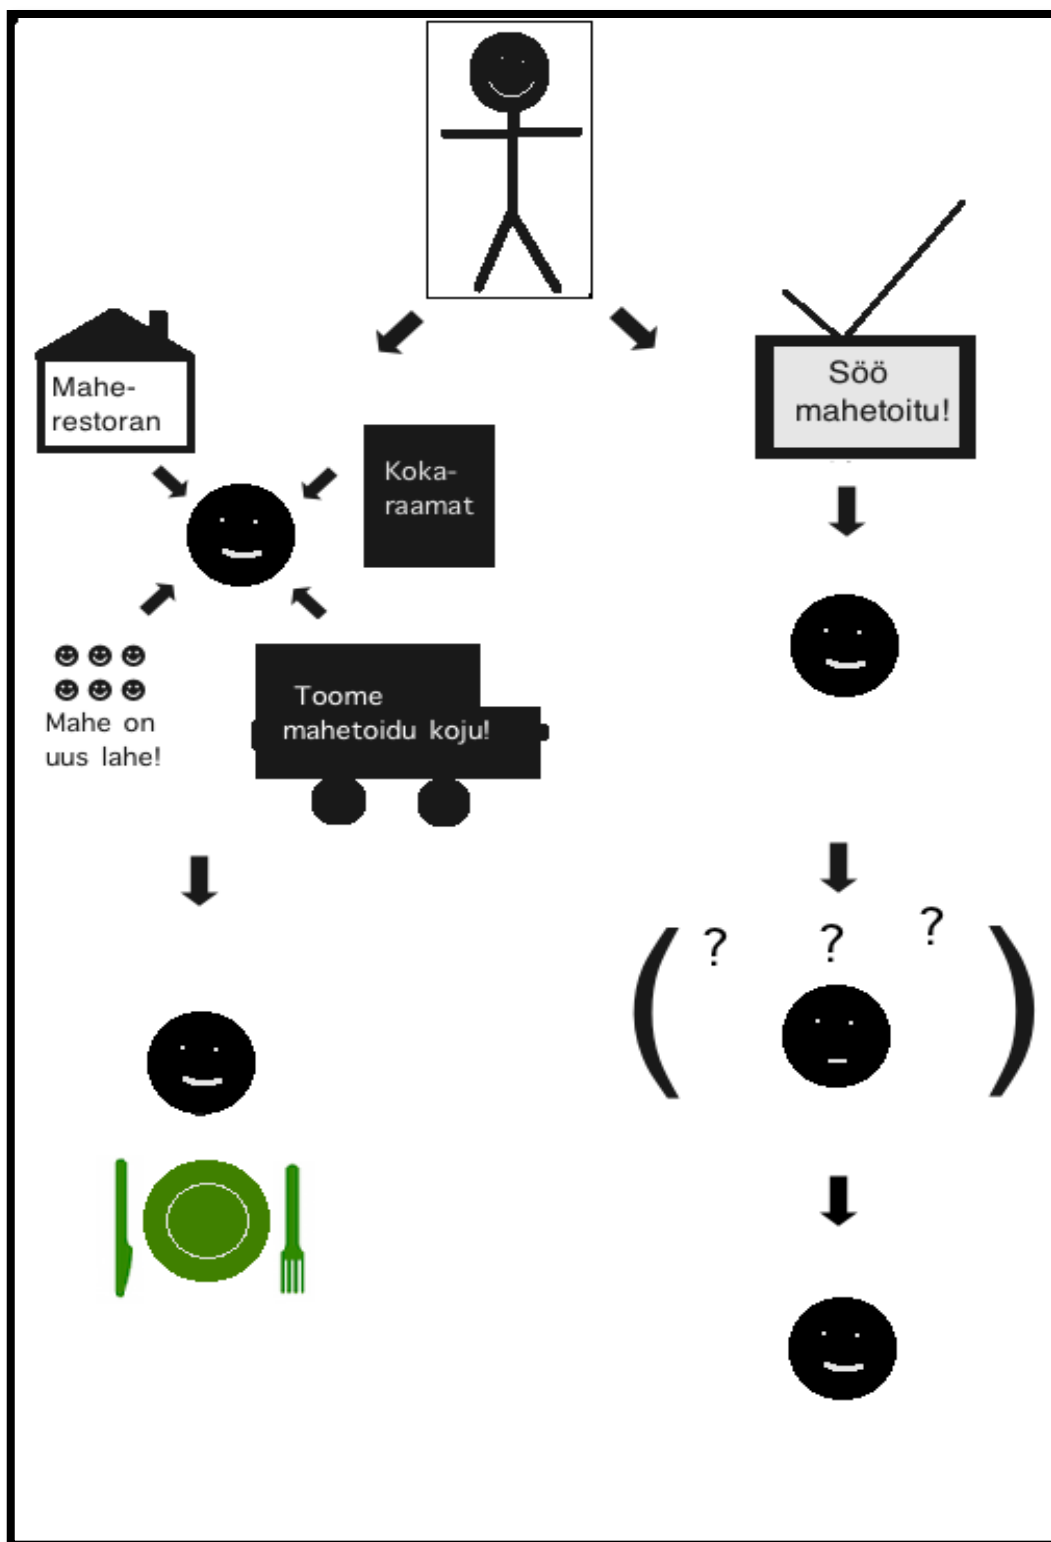 Mahe-
restoran
Koka-
raamat
Mahe on
uus lahe!
Toome
mahetoidu koju!
Söö
mahetoitu!
( ? ? ? )